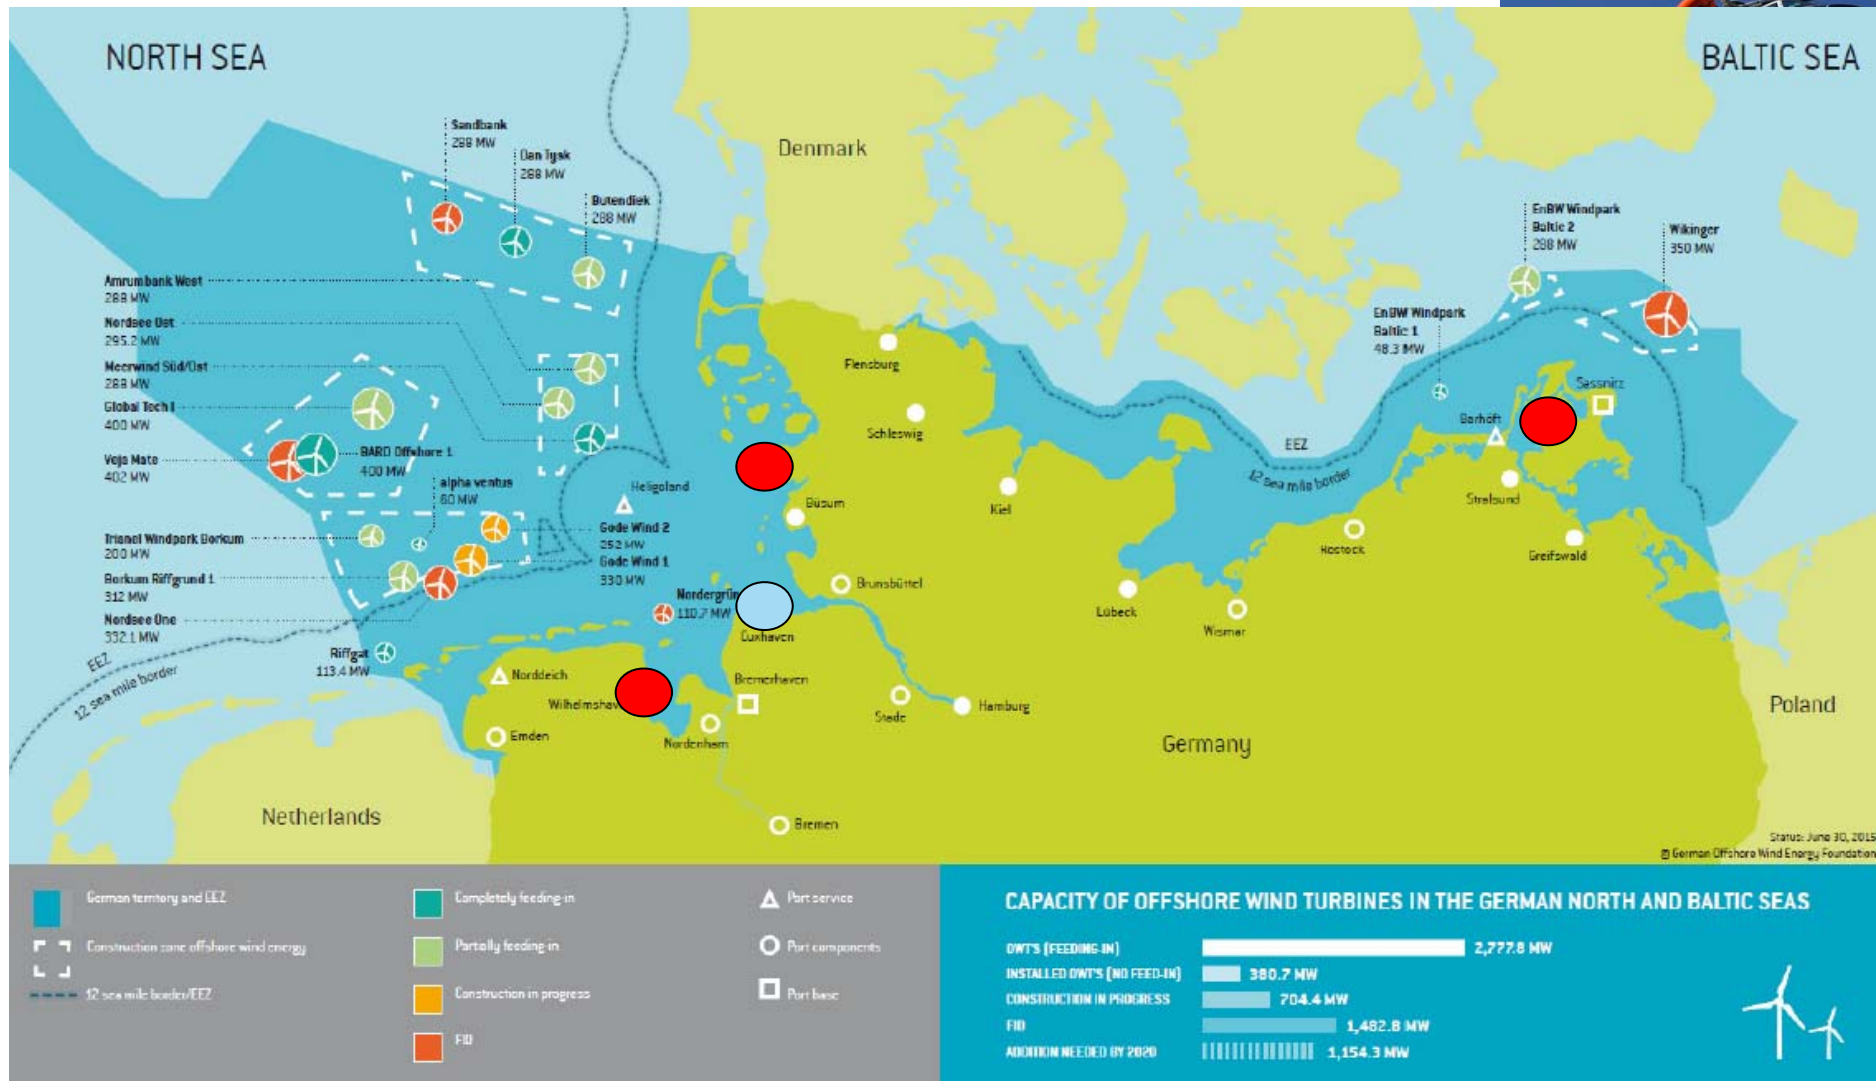 NORTH SEA
BALTIC SEA
Denmark
Sandbank
288 MW
Dan Tysk
288 MW
Butendiek
288 MW
Amrumbank West
288 MW
Nordsee Ost
295.2 MW
Meerwind Süd/Ost
288 MW
Global Tech I
400 MW
Veja Mate
402 MW
BARD Offshore 1
400 MW
alpha ventus
60 MW
Trianel Windpark Borkum
200 MW
Borkum Riffgrund 1
312 MW
Nordsee One
332.1 MW
Gode Wind 2
252 MW
Gode Wind 1
330 MW
Heligoland
Riffgat
113.4 MW
110.7 MW
EEZ
12 sea mile border
EnBW Windpark
Baltic 2
288 MW
Wikinger
350 MW
EnBW Windpark
Baltic 1
48.3 MW
Flensburg
Schleswig
Büsum
Kiel
Brunsbüttel
Cuxhaven
Lübeck
Wismar
Rostock
EEZ
12 sea mile border
Barhöft
Sassnitz
Stralsund
Greifswald
Norddeich
Bremerhaven
Emden
Nordenham
Stade
Hamburg
Bremen
Netherlands
Germany
Poland
Status: June 30, 2015
© German Offshore Wind Energy Foundation
German territory and EEZ
Construction zone offshore wind energy
12 sea mile border/EEZ
Completely feeding-in
Partially feeding-in
Construction in progress
FID
Port service
Port components
Port base
CAPACITY OF OFFSHORE WIND TURBINES IN THE GERMAN NORTH AND BALTIC SEAS
OWT'S (FEEDING-IN) 2,777.8 MW
INSTALLED OWT'S (NO FEED-IN) 380.7 MW
CONSTRUCTION IN PROGRESS 704.4 MW
FID 1,482.8 MW
ADDITION NEEDED BY 2020 1,154.3 MW